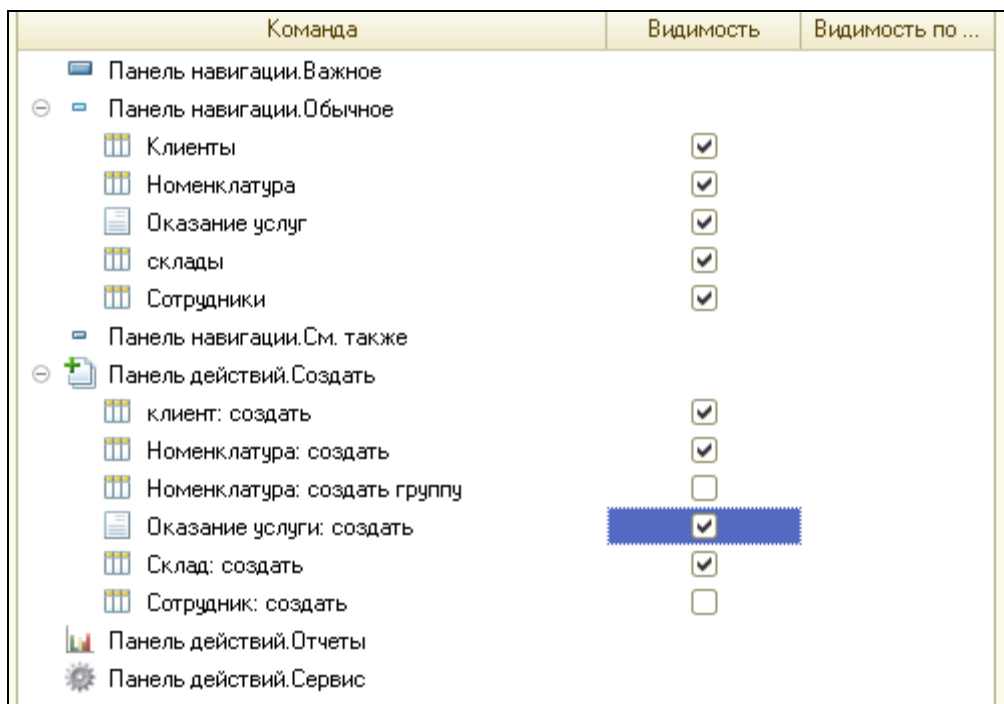 Команда Видимость Видимость по ...
Панель навигации.Важное
Панель навигации.Обычное
Клиенты
Номенклатура
Оказание услуг
склады
Сотрудники
Панель навигации.См. также
Панель действий.Создать
клиент: создать
Номенклатура: создать
Номенклатура: создать группу
Оказание услуги: создать
Склад: создать
Сотрудник: создать
Панель действий.Отчеты
Панель действий.Сервис